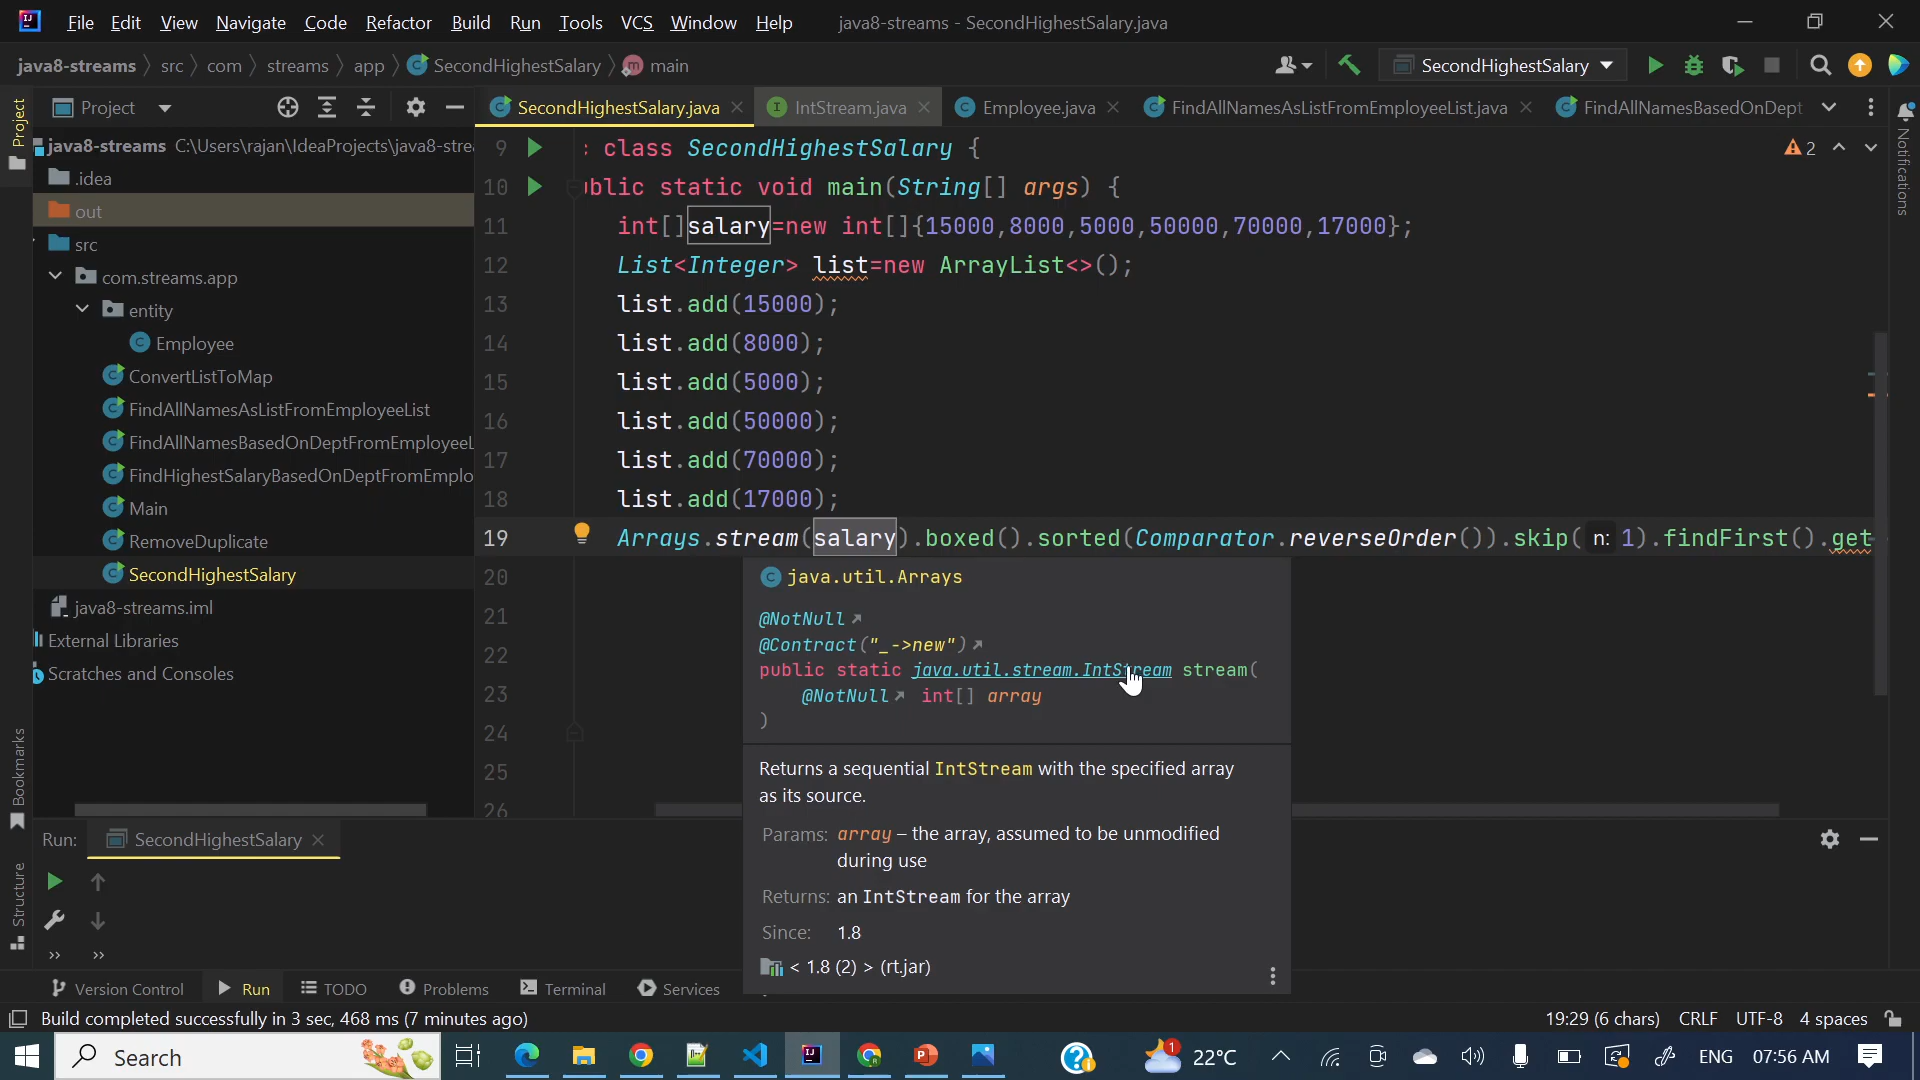 File Edit View Navigate Code Refactor Build Run Tools VCS Window Help java8-streams - SecondHighestSalary.java
java8-streams src com streams app SecondHighestSalary main SecondHighestSalary
Project
Project
SecondHighestSalary.java IntStream.java Employee.java FindAllNamesAsListFromEmployeeList.java FindAllNamesBasedOnDept
Notifications
java8-streams C:\Users\rajan\IdeaProjects\java8-stre
.idea
out
src
com.streams.app
entity
Employee
ConvertListToMap
FindAllNamesAsListFromEmployeeList
FindAllNamesBasedOnDeptFromEmployeeL
FindHighestSalaryBasedOnDeptFromEmplo
Main
RemoveDuplicate
SecondHighestSalary
java8-streams.iml
External Libraries
Scratches and Consoles
9 : class SecondHighestSalary { 2
10 ublic static void main(String[] args) {
11 int[]salary=new int[]{15000,8000,5000,50000,70000,17000};
12 List<Integer> list=new ArrayList<>();
13 list.add(15000);
14 list.add(8000);
15 list.add(5000);
16 list.add(50000);
17 list.add(70000);
18 list.add(17000);
19 Arrays.stream(salary).boxed().sorted(Comparator.reverseOrder()).skip( n: 1).findFirst().get
20
21
22
23
24
25
26
java.util.Arrays
@NotNull
@Contract("_->new")
public static java.util.stream.IntStream stream(
@NotNull int[] array
)
Returns a sequential IntStream with the specified array
as its source.
Params: array – the array, assumed to be unmodified
during use
Returns: an IntStream for the array
Since: 1.8
< 1.8 (2) > (rt.jar)
Bookmarks
Structure
Run: SecondHighestSalary
Version Control Run TODO Problems Terminal Services
Build completed successfully in 3 sec, 468 ms (7 minutes ago) 19:29 (6 chars) CRLF UTF-8 4 spaces
Search 1 22°C ENG 07:56 AM